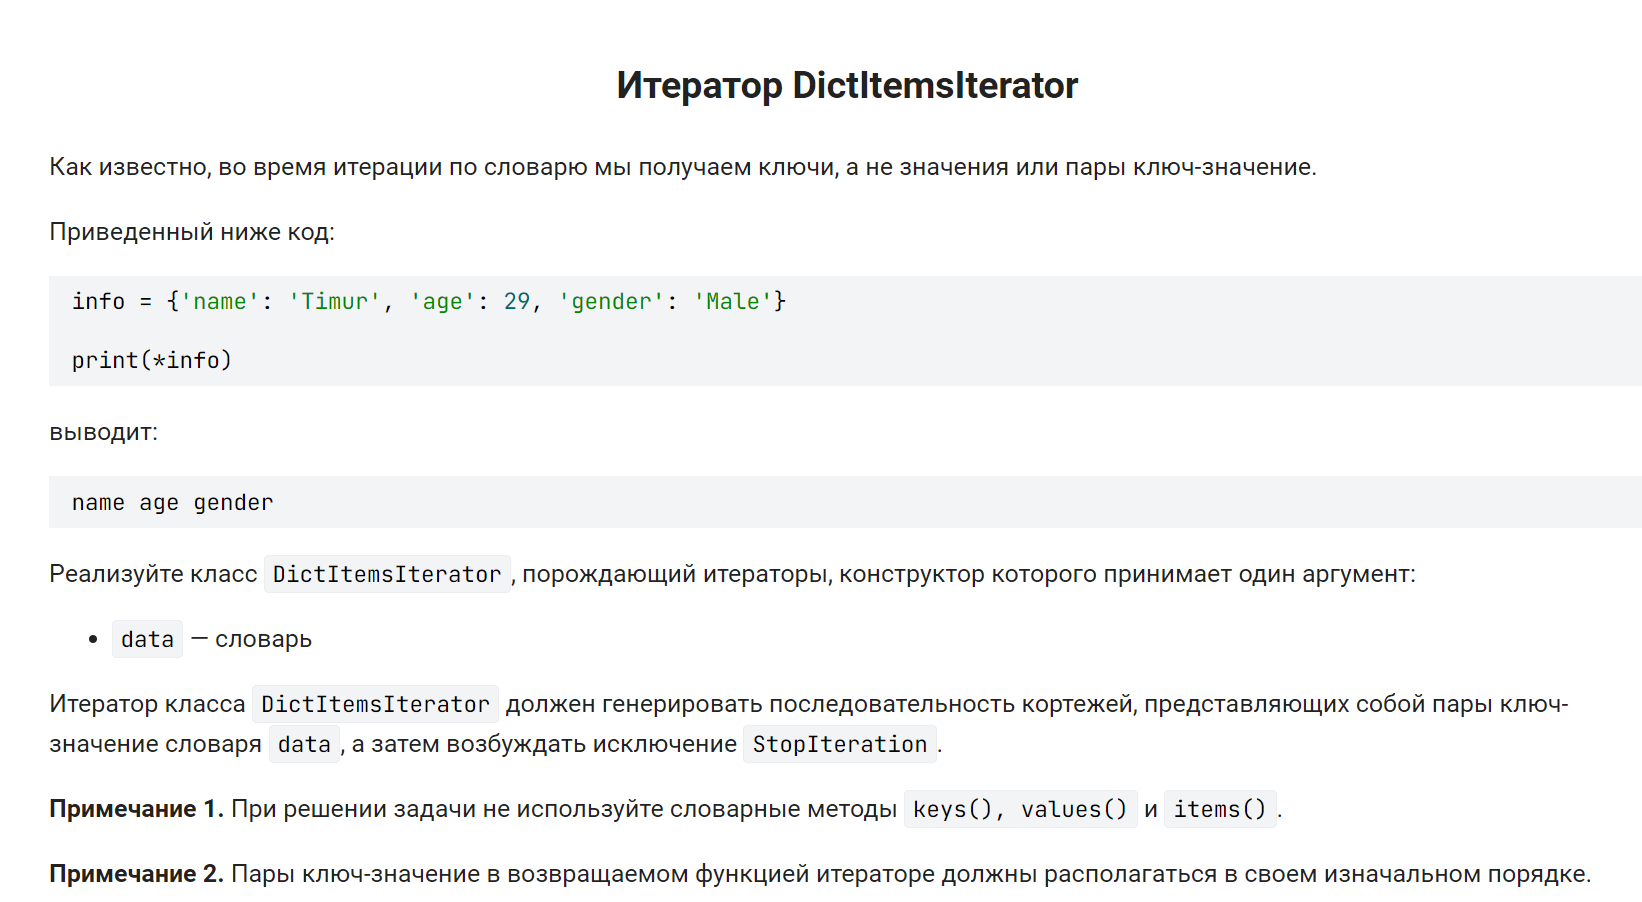 Итератор DictItemsIterator
Как известно, во время итерации по словарю мы получаем ключи, а не значения или пары ключ-значение.
Приведенный ниже код:
info = {'name': 'Timur', 'age': 29, 'gender': 'Male'}
print(*info)
выводит:
name age gender
Реализуйте класс DictItemsIterator, порождающий итераторы, конструктор которого принимает один аргумент:
• data — словарь
Итератор класса DictItemsIterator должен генерировать последовательность кортежей, представляющих собой пары ключ-
значение словаря data, а затем возбуждать исключение StopIteration.
Примечание 1. При решении задачи не используйте словарные методы keys(), values() и items().
Примечание 2. Пары ключ-значение в возвращаемом функцией итераторе должны располагаться в своем изначальном порядке.